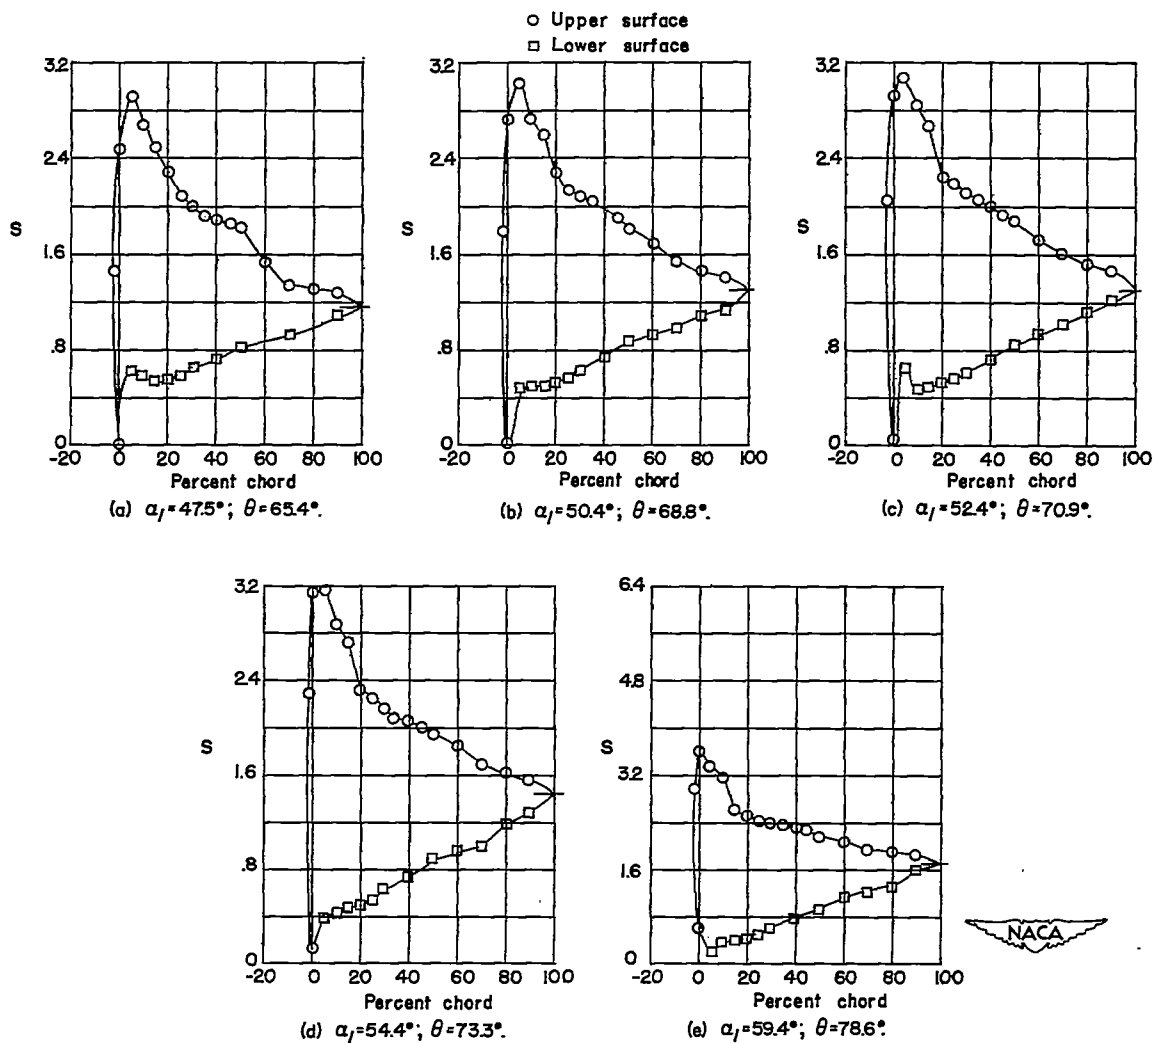 Upper surface
Lower surface
3.2
2.4
1.6
.8
0
S
-20 0 20 40 60 80 100
Percent chord
(a) α₁=47.5°; θ=65.4°.
3.2
2.4
1.6
.8
0
S
-20 0 20 40 60 80 100
Percent chord
(b) α₁=50.4°; θ=68.8°.
3.2
2.4
1.6
.8
0
S
-20 0 20 40 60 80 100
Percent chord
(c) α₁=52.4°; θ=70.9°.
3.2
2.4
1.6
.8
0
S
-20 0 20 40 60 80 100
Percent chord
(d) α₁=54.4°; θ=73.3°.
6.4
4.8
3.2
1.6
0
S
-20 0 20 40 60 80 100
Percent chord
(e) α₁=59.4°; θ=78.6°.
NACA